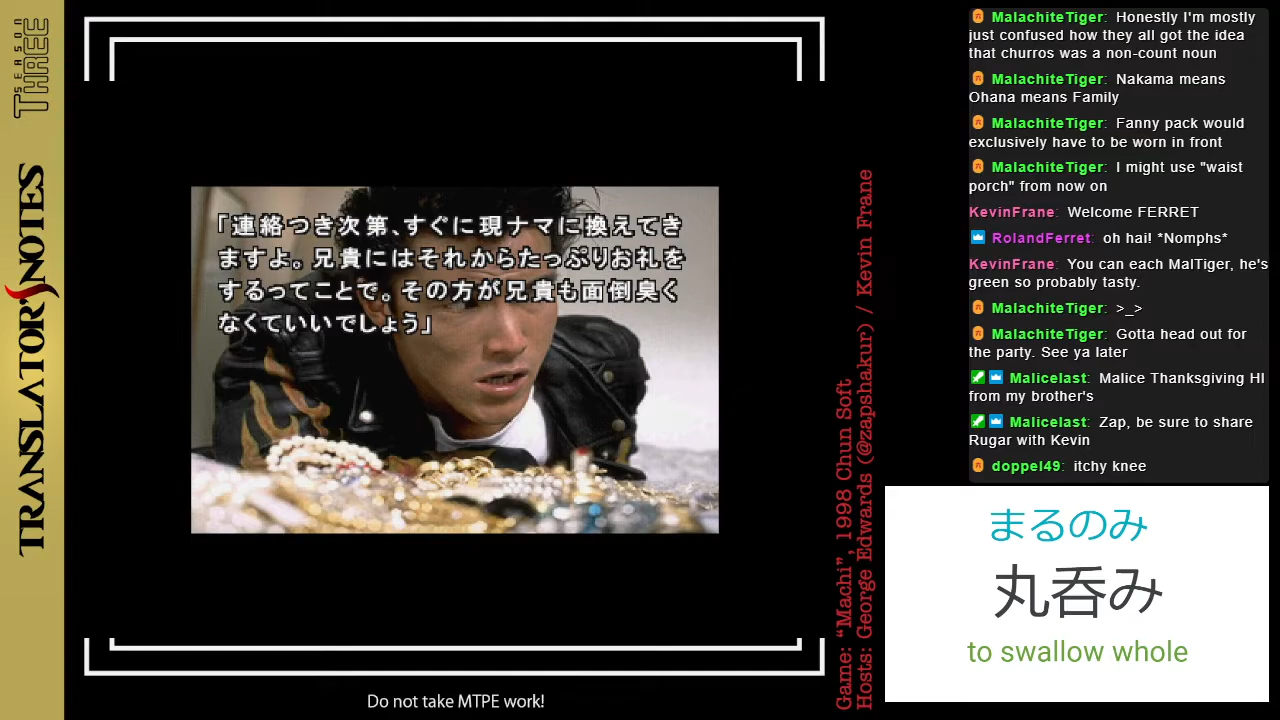 SEASON
THREE
TRANSLATOR'S NOTES
「連絡つき次第、すぐに現ナマに換えてき
ますよ。兄貴にはそれからたっぷりお礼を
するってことで。その方が兄貴も面倒臭く
なくていいでしょう」
Do not take MTPE work!
Game: "Machi", 1998 Chun Soft
Hosts: George Edwards (@zapshakur) / Kevin Frane
MalachiteTiger: Honestly I'm mostly
just confused how they all got the idea
that churros was a non-count noun
MalachiteTiger: Nakama means
Ohana means Family
MalachiteTiger: Fanny pack would
exclusively have to be worn in front
MalachiteTiger: I might use "waist
porch" from now on
KevinFrane: Welcome FERRET
RolandFerret: oh hai! *Nomphs*
KevinFrane: You can each MalTiger, he's
green so probably tasty.
MalachiteTiger: >_>
MalachiteTiger: Gotta head out for
the party. See ya later
Malicelast: Malice Thanksgiving HI
from my brother's
Malicelast: Zap, be sure to share
Rugar with Kevin
doppel49: itchy knee
まるのみ
丸呑み
to swallow whole